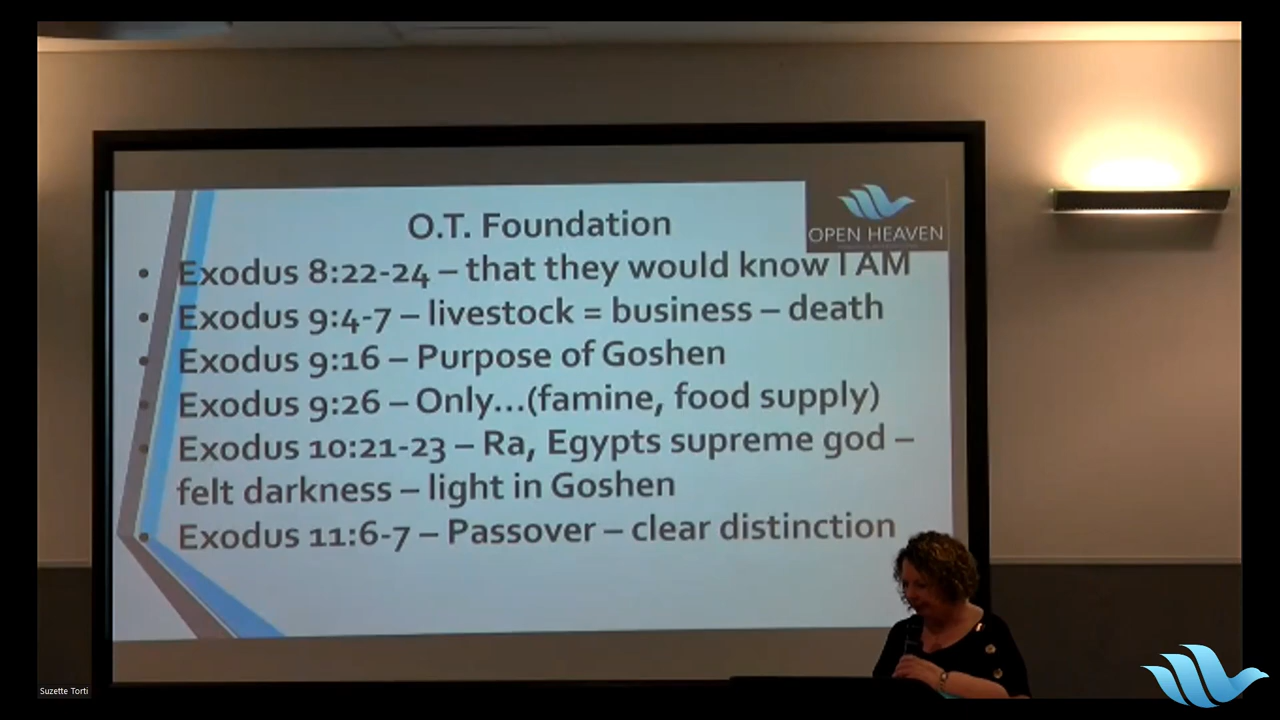 O.T. Foundation
OPEN HEAVEN
• Exodus 8:22-24 – that they would know I AM
• Exodus 9:4-7 – livestock = business – death
• Exodus 9:16 – Purpose of Goshen
• Exodus 9:26 – Only...(famine, food supply)
• Exodus 10:21-23 – Ra, Egypts supreme god –
felt darkness – light in Goshen
• Exodus 11:6-7 – Passover – clear distinction
Suzette Torti